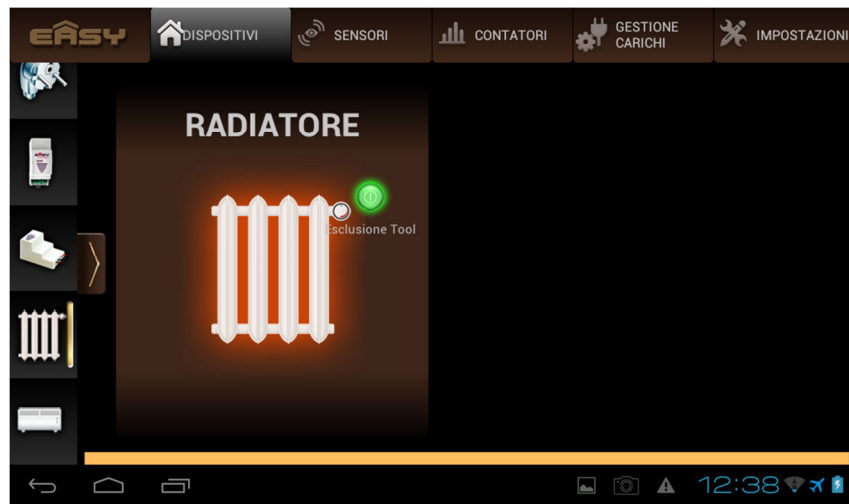 EASY
DISPOSITIVI
SENSORI
CONTATORI
GESTIONE
CARICHI
IMPOSTAZIONI
RADIATORE
Esclusione Tool
12:38